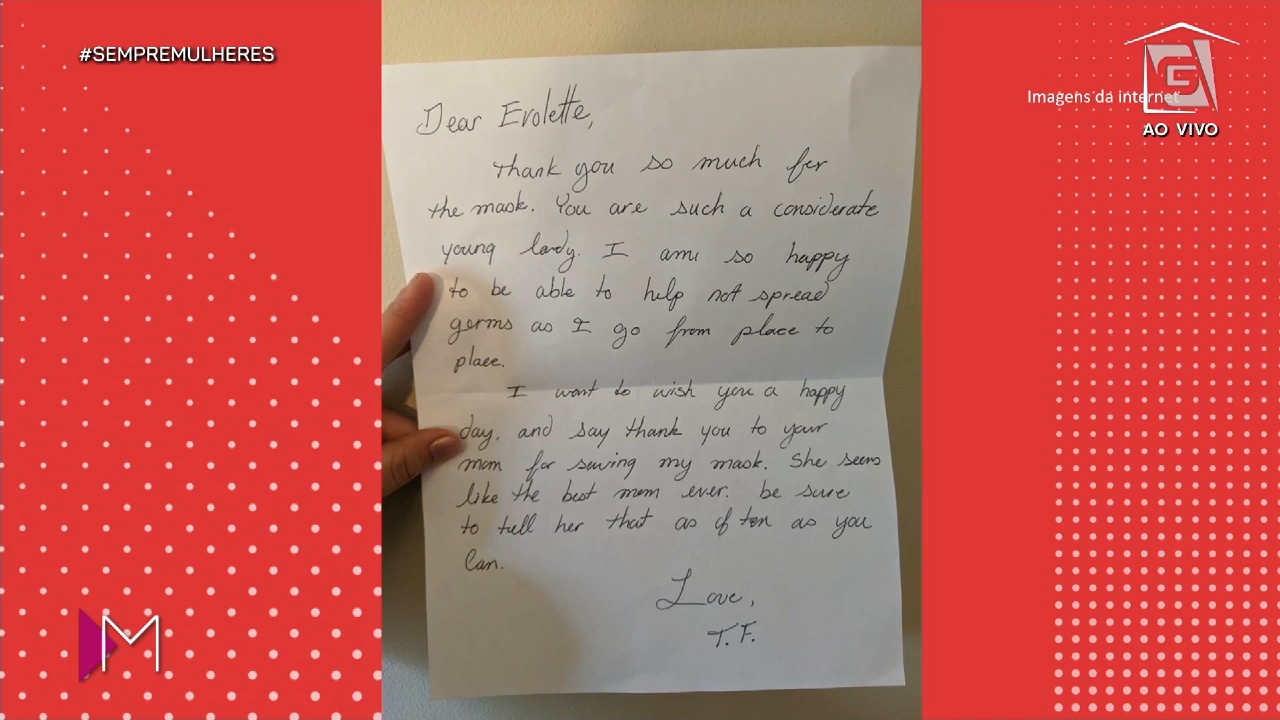 #SEMPREMULHERES
Imagens da internet
G
AO VIVO
Dear Evolette,
Thank you so much for
the mask. You are such a considerate
young lardy. I am so happy
to be able to help not spread
germs as I go from place to
place.
I want to wish you a happy
day, and say thank you to your
mom for sewing my mask. She seems
like the best mom ever. be sure
to tell her that as often as you
can.
Love,
T.F.
M